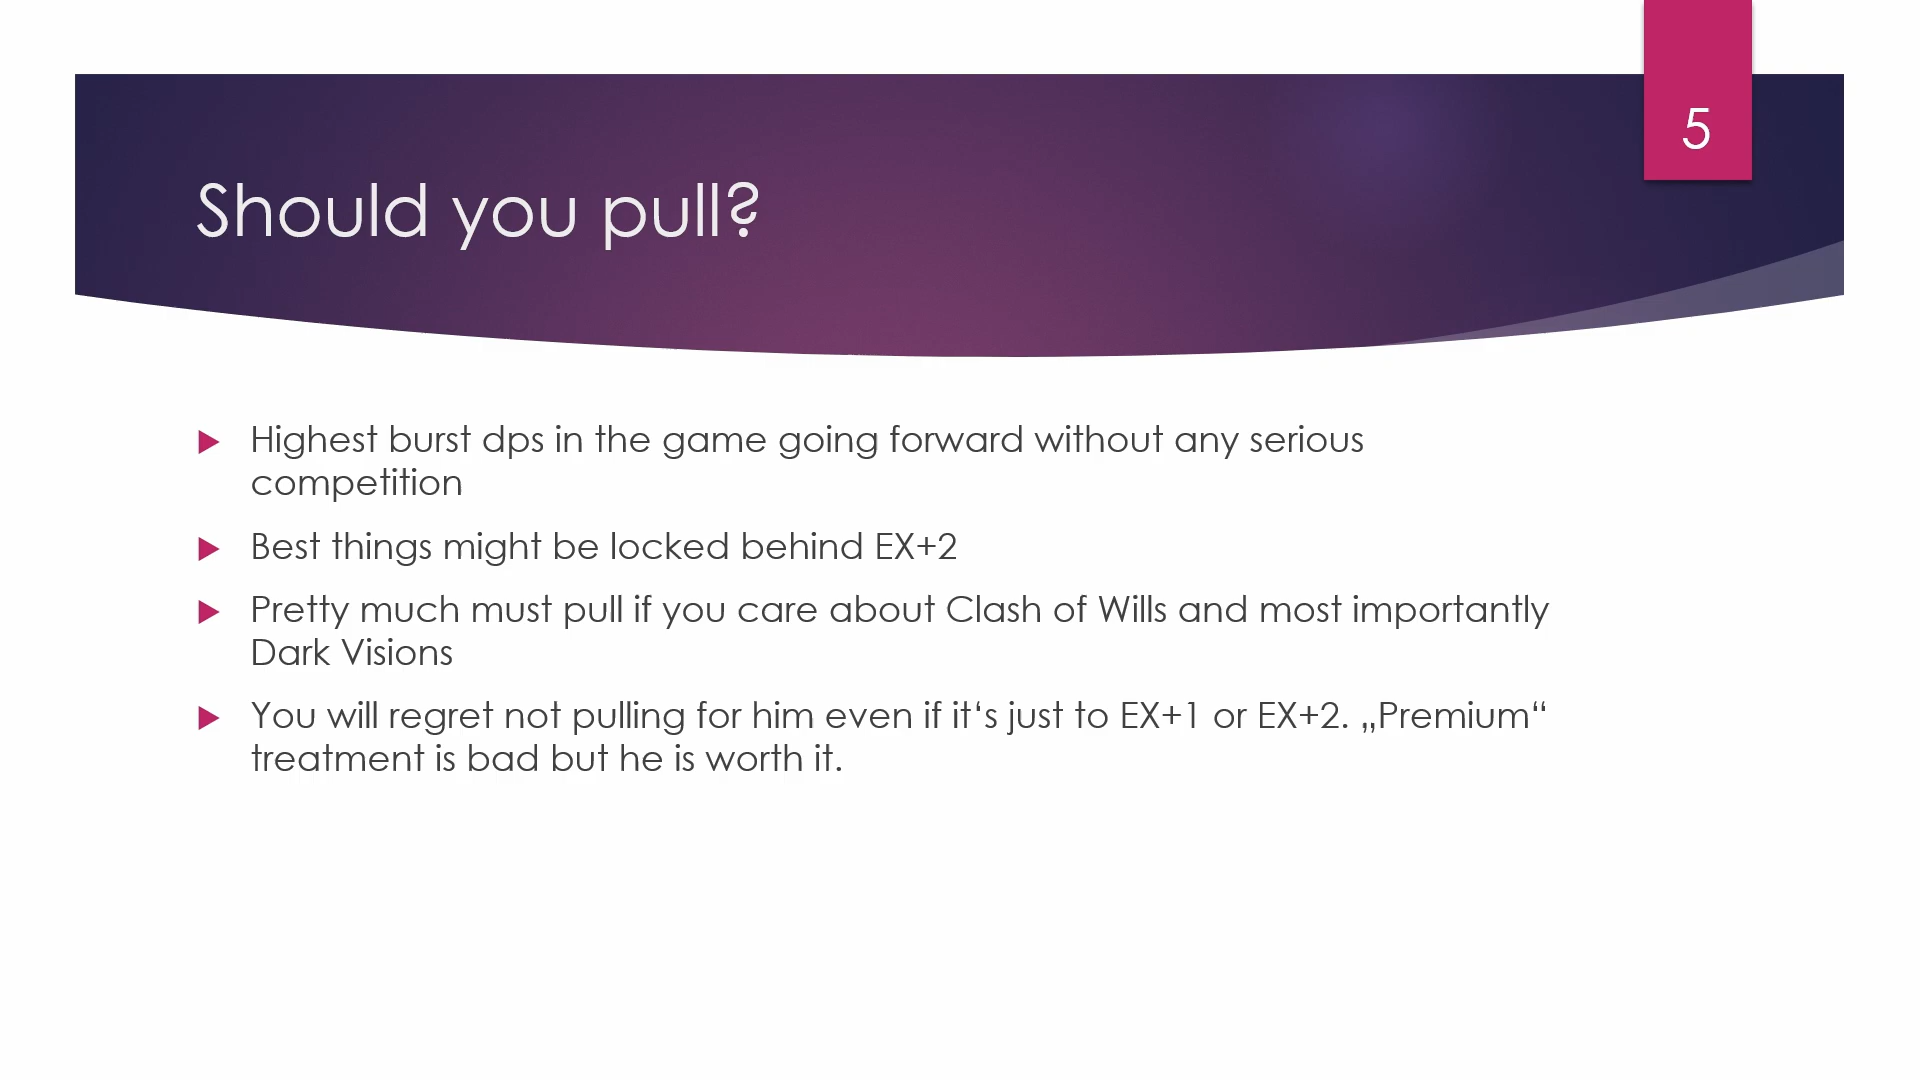 5
Should you pull?
Highest burst dps in the game going forward without any serious
competition
Best things might be locked behind EX+2
Pretty much must pull if you care about Clash of Wills and most importantly
Dark Visions
You will regret not pulling for him even if it‘s just to EX+1 or EX+2. „Premium“
treatment is bad but he is worth it.